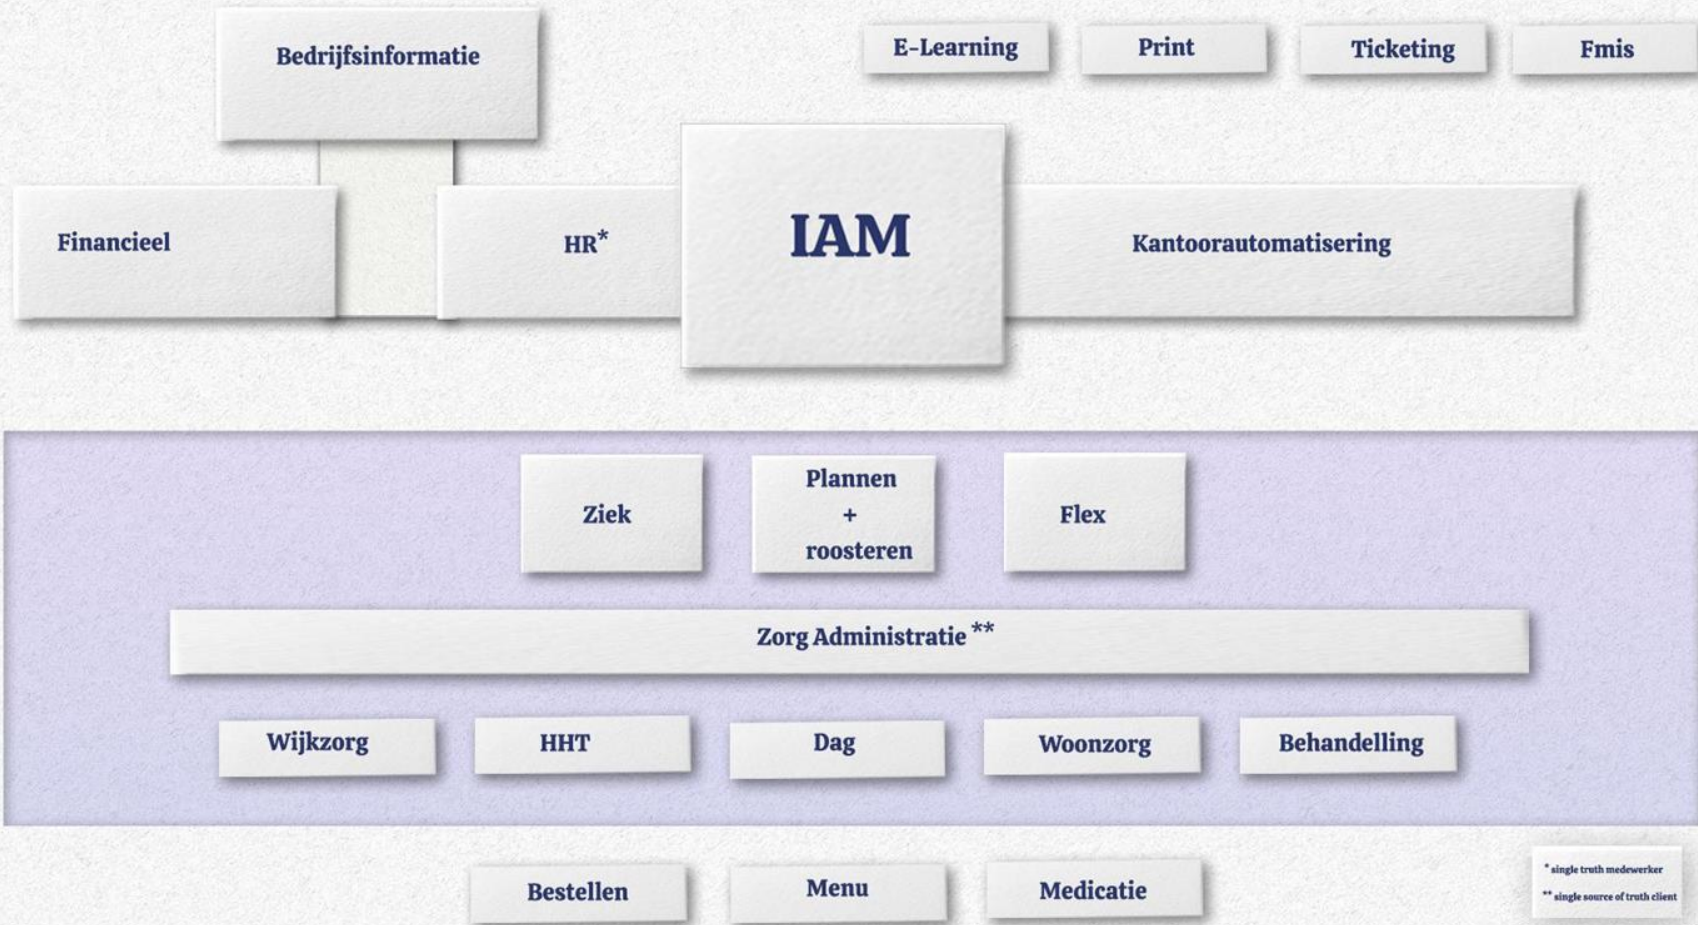 Bedrijfsinformatie
E-Learning
Print
Ticketing
Fmis
Financieel
HR*
IAM
Kantoorautomatisering
Ziek
Plannen
+
roosteren
Flex
Zorg Administratie **
Wijkzorg
HHT
Dag
Woonzorg
Behandelling
Bestellen
Menu
Medicatie
* single truth medewerker
** single source of truth client